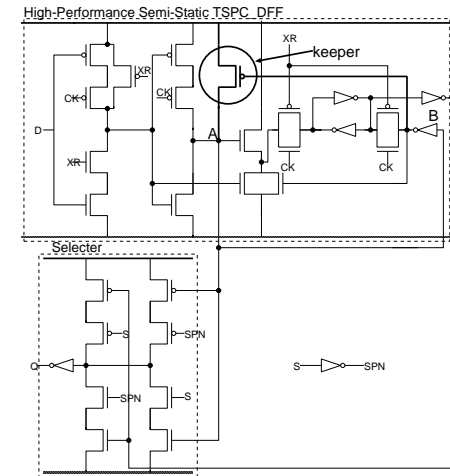 High-Performance Semi-Static TSPC_DFF
XR
keeper
XR
CK
CK
A
B
D
XR
CK
CK
Selecter
S
SPN
Q
S
SPN
SPN
S